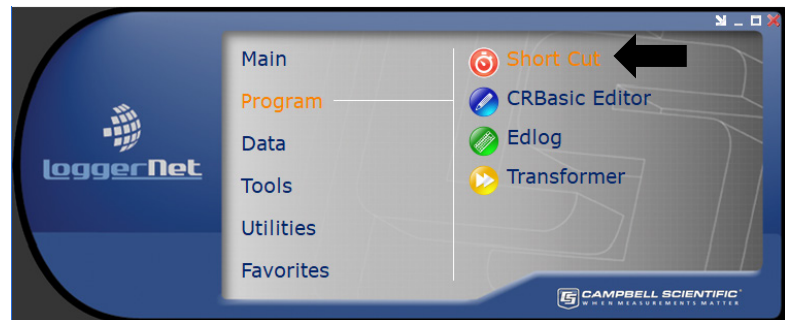 LoggerNet
Main
Program
Data
Tools
Utilities
Favorites
Short Cut
CRBasic Editor
Edlog
Transformer
CAMPBELL SCIENTIFIC
WHEN MEASUREMENTS MATTER